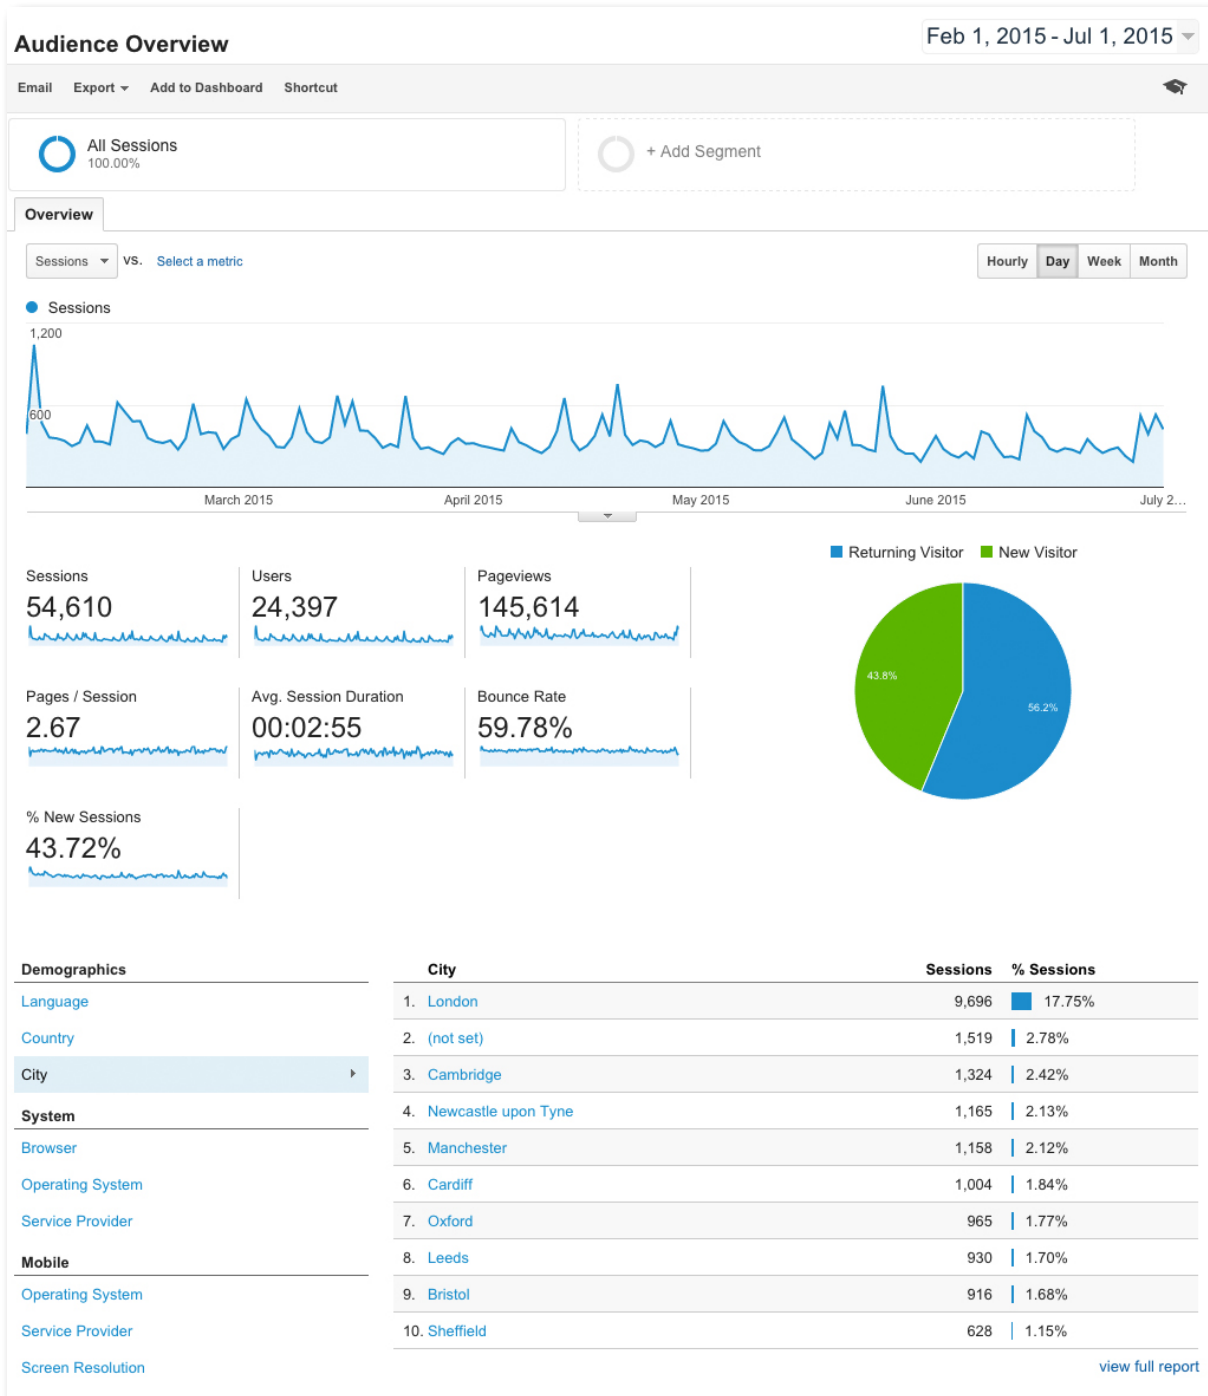 Audience Overview
Feb 1, 2015 - Jul 1, 2015
Email Export Add to Dashboard Shortcut
All Sessions
100.00%
+ Add Segment
Overview
Sessions VS. Select a metric
Hourly Day Week Month
Sessions
1,200
600
March 2015 April 2015 May 2015 June 2015 July 2...
Returning Visitor New Visitor
Sessions Users Pageviews
54,610 24,397 145,614
43.8%
56.2%
Pages / Session Avg. Session Duration Bounce Rate
2.67 00:02:55 59.78%
% New Sessions
43.72%
Demographics
Language
Country
City
System
Browser
Operating System
Service Provider
Mobile
Operating System
Service Provider
Screen Resolution
City Sessions % Sessions
1. London 9,696 17.75%
2. (not set) 1,519 2.78%
3. Cambridge 1,324 2.42%
4. Newcastle upon Tyne 1,165 2.13%
5. Manchester 1,158 2.12%
6. Cardiff 1,004 1.84%
7. Oxford 965 1.77%
8. Leeds 930 1.70%
9. Bristol 916 1.68%
10. Sheffield 628 1.15%
view full report